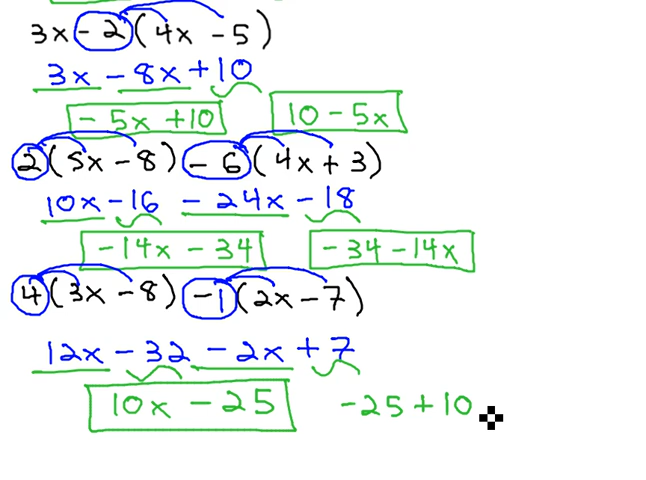 3x - 2 ( 4x - 5 )
3x - 8x + 10
- 5x + 10    10 - 5x
2 ( 5x - 8 ) - 6 ( 4x + 3 )
10x - 16 - 24x - 18
- 14x - 34    - 34 - 14x
4 ( 3x - 8 ) - 1 ( 2x - 7 )
12x - 32 - 2x + 7
10x - 25    - 25 + 10